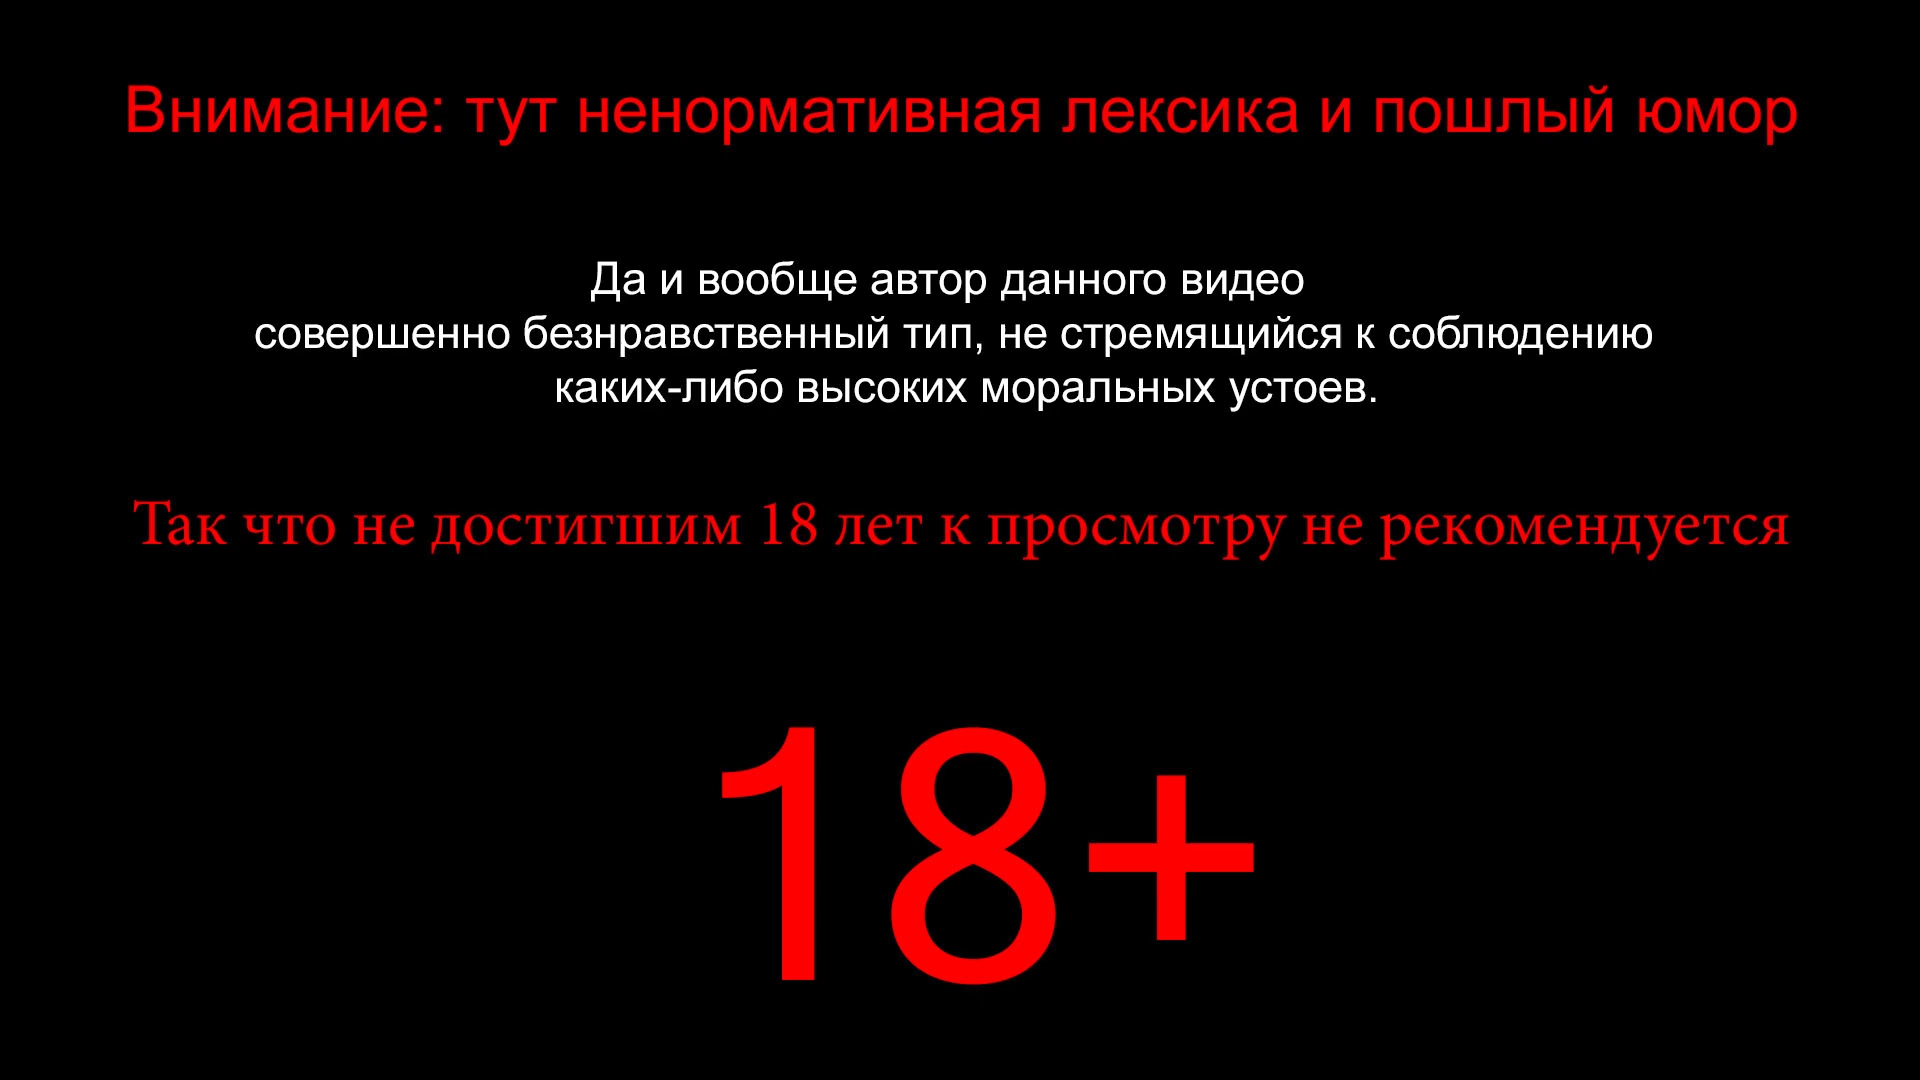 Внимание: тут ненормативная лексика и пошлый юмор
Да и вообще автор данного видео
совершенно безнравственный тип, не стремящийся к соблюдению
каких-либо высоких моральных устоев.
Так что не достигшим 18 лет к просмотру не рекомендуется
18+